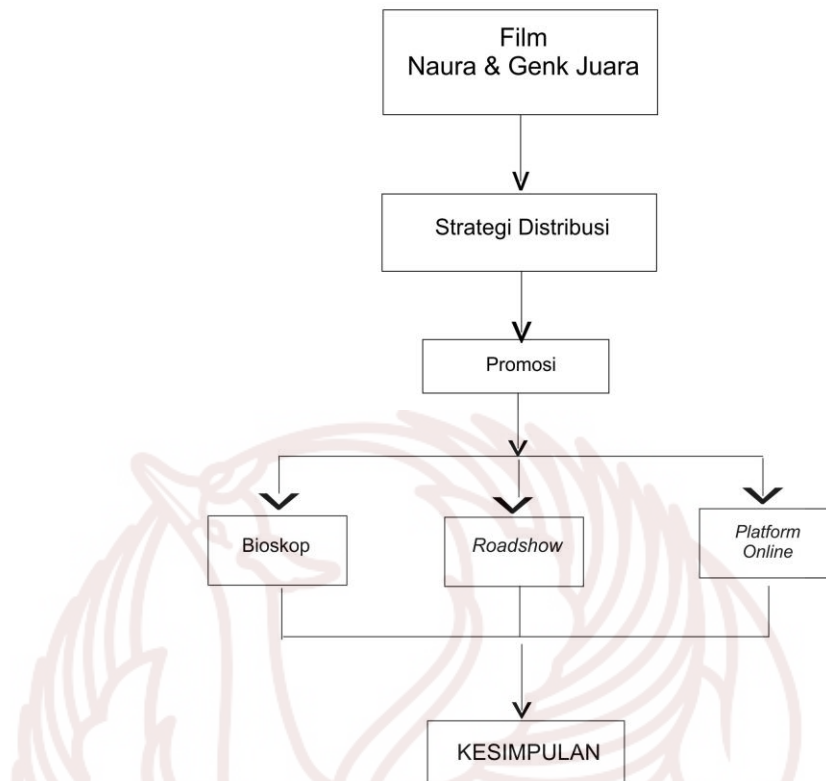 Film
Naura & Genk Juara
Strategi Distribusi
Promosi
Bioskop
Roadshow
Platform
Online
KESIMPULAN